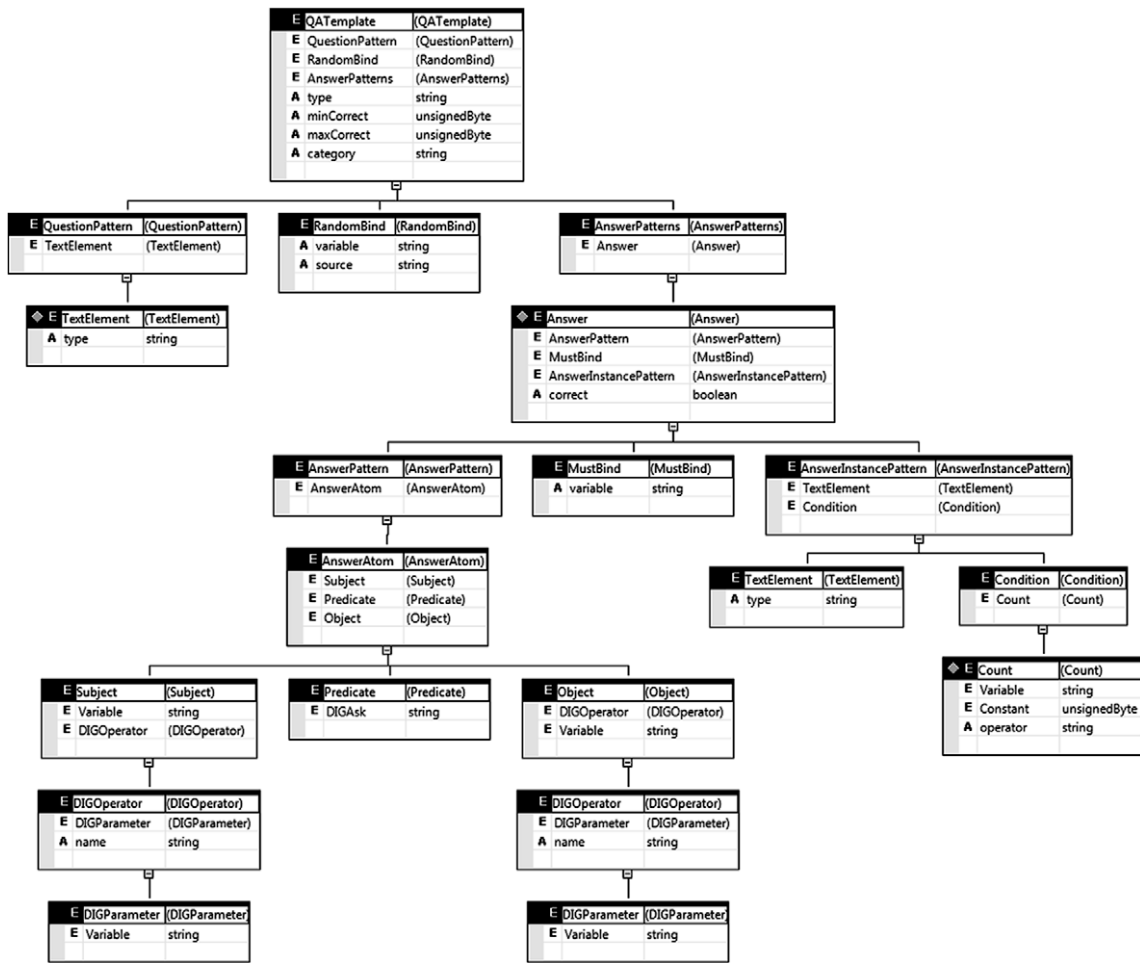 E QATemplate (QATemplate)
E QuestionPattern (QuestionPattern)
E RandomBind (RandomBind)
E AnswerPatterns (AnswerPatterns)
A type string
A minCorrect unsignedByte
A maxCorrect unsignedByte
A category string
E QuestionPattern (QuestionPattern)
E TextElement (TextElement)
E RandomBind (RandomBind)
A variable string
A source string
E AnswerPatterns (AnswerPatterns)
E Answer (Answer)
E TextElement (TextElement)
A type string
E Answer (Answer)
E AnswerPattern (AnswerPattern)
E MustBind (MustBind)
E AnswerInstancePattern (AnswerInstancePattern)
A correct boolean
E AnswerPattern (AnswerPattern)
E AnswerAtom (AnswerAtom)
E MustBind (MustBind)
A variable string
E AnswerInstancePattern (AnswerInstancePattern)
E TextElement (TextElement)
E Condition (Condition)
E AnswerAtom (AnswerAtom)
E Subject (Subject)
E Predicate (Predicate)
E Object (Object)
E TextElement (TextElement)
A type string
E Condition (Condition)
E Count (Count)
E Subject (Subject)
E Variable string
E DIGOperator (DIGOperator)
E Predicate (Predicate)
E DIGAsk string
E Object (Object)
E DIGOperator (DIGOperator)
E Variable string
E Count (Count)
E Variable string
E Constant unsignedByte
A operator string
E DIGOperator (DIGOperator)
E DIGParameter (DIGParameter)
A name string
E DIGOperator (DIGOperator)
E DIGParameter (DIGParameter)
A name string
E DIGParameter (DIGParameter)
E Variable string
E DIGParameter (DIGParameter)
E Variable string